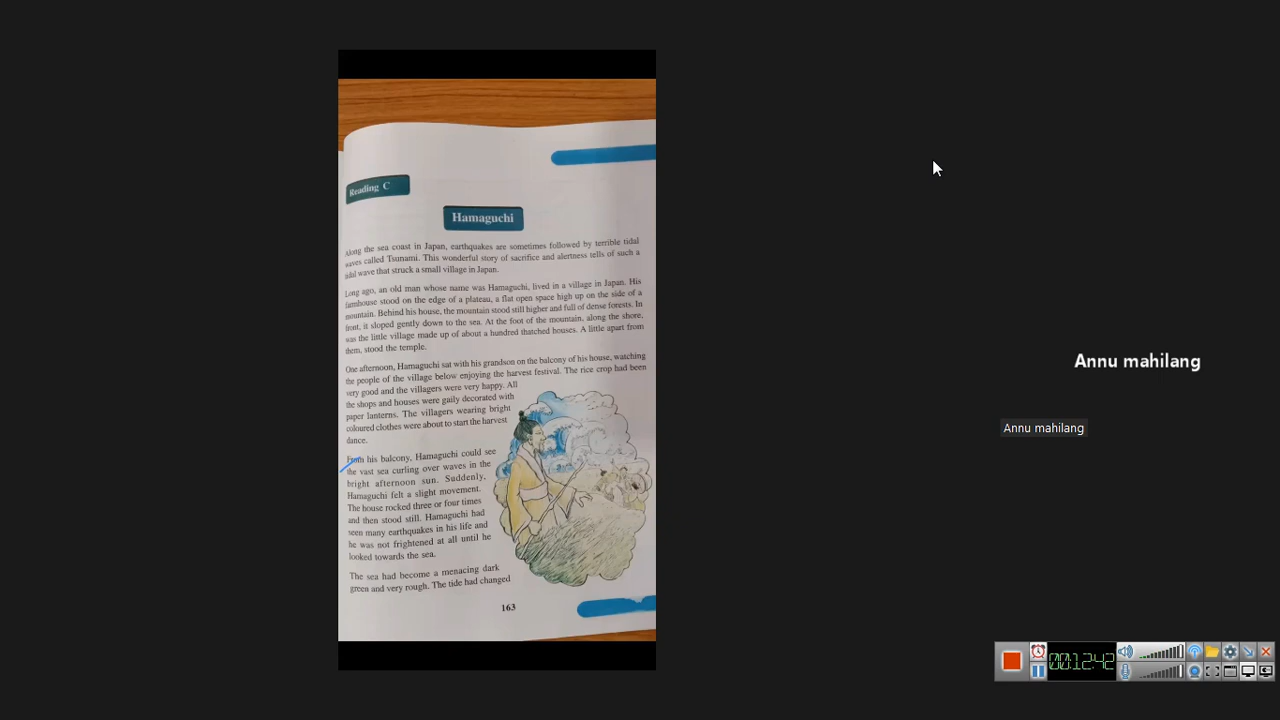 Reading C
Hamaguchi
Along the sea coast in Japan, earthquakes are sometimes followed by terrible tidal
waves called Tsunami. This wonderful story of sacrifice and alertness tells of such a
tidal wave that struck a small village in Japan.
Long ago, an old man whose name was Hamaguchi, lived in a village in Japan. His
farmhouse stood on the edge of a plateau, a flat open space high up on the side of a
mountain. Behind his house, the mountain stood still higher and full of dense forests. In
front, it sloped gently down to the sea. At the foot of the mountain, along the shore,
was the little village made up of about a hundred thatched houses. A little apart from
them, stood the temple.
One afternoon, Hamaguchi sat with his grandson on the balcony of his house, watching
the people of the village below enjoying the harvest festival. The rice crop had been
very good and the villagers were very happy. All
the shops and houses were gaily decorated with
paper lanterns. The villagers wearing bright
coloured clothes were about to start the harvest
dance.
From his balcony, Hamaguchi could see
the vast sea curling over waves in the
bright afternoon sun. Suddenly,
Hamaguchi felt a slight movement.
The house rocked three or four times
and then stood still. Hamaguchi had
seen many earthquakes in his life and
he was not frightened at all until he
looked towards the sea.
The sea had become a menacing dark
green and very rough. The tide had changed
163
Annu mahilang
Annu mahilang
00:12:42